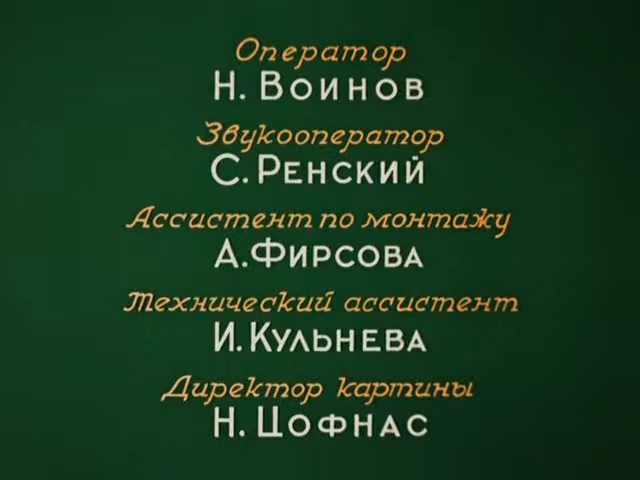 Оператор
Н. Воинов
Звукооператор
С. Ренский
Ассистент по монтажу
А. Фирсова
Технический ассистент
И. Кульнева
Директор картины
Н. Цофнас